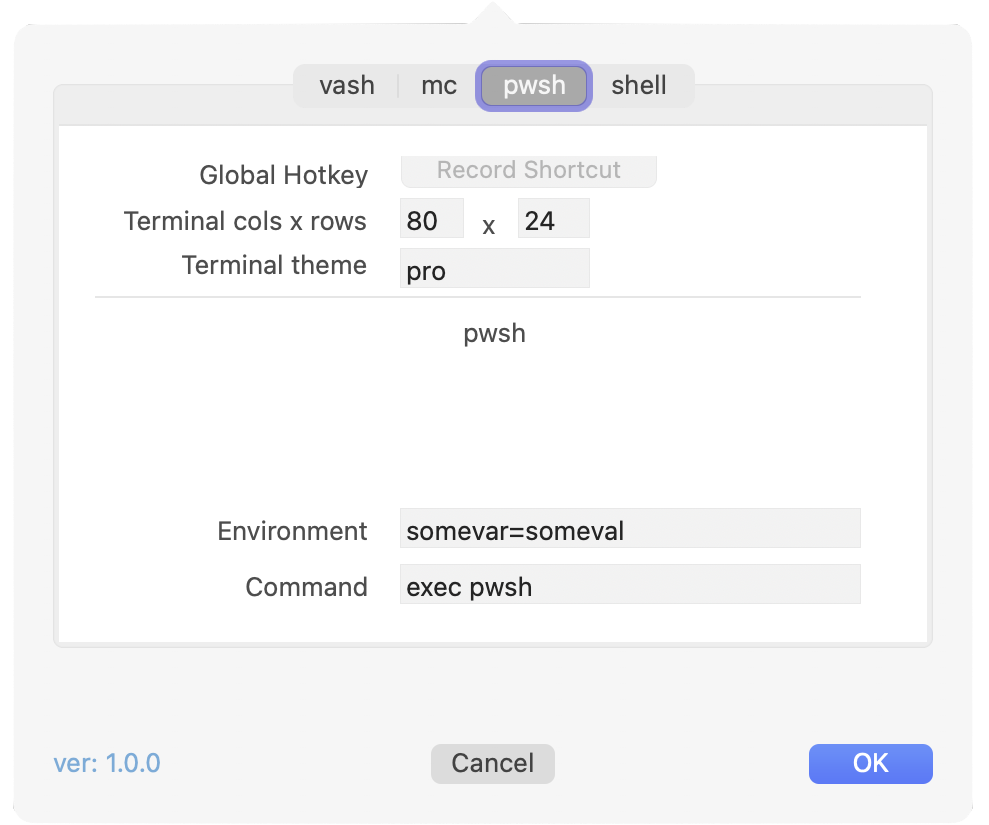 vash mc pwsh shell
Global Hotkey Record Shortcut
Terminal cols x rows 80 x 24
Terminal theme pro
pwsh
Environment somevar=someval
Command exec pwsh
ver: 1.0.0 Cancel OK